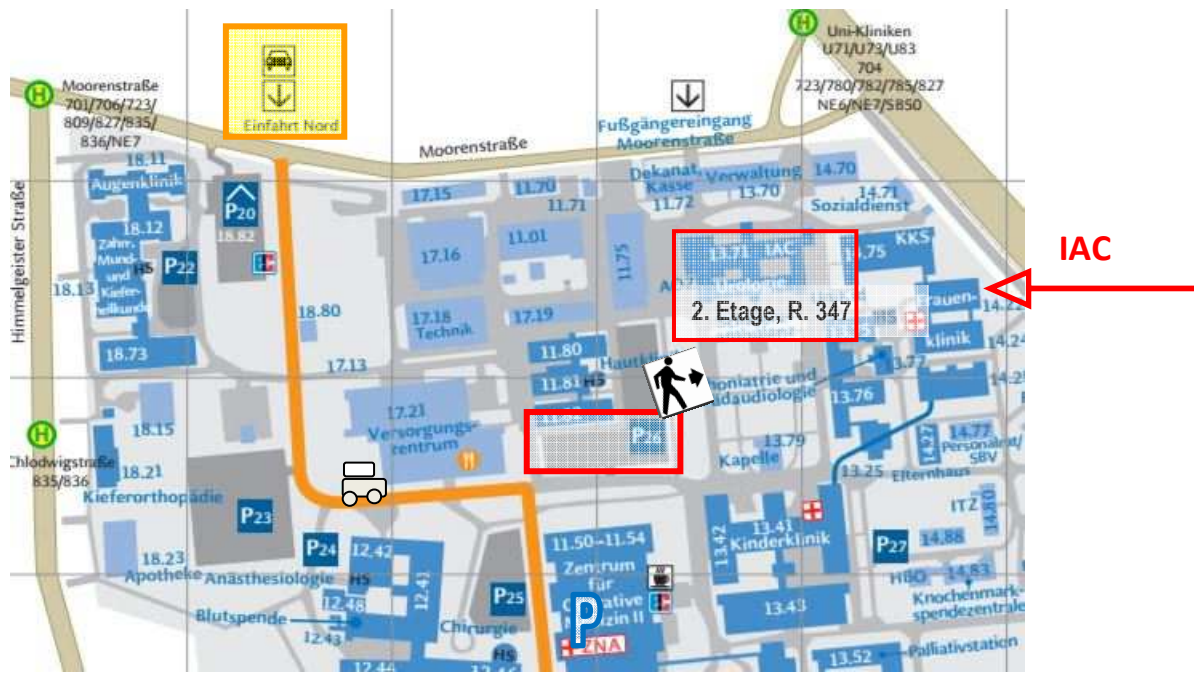 Uni-Kliniken
U71/U73/U83
704
723/780/782/785/827
NE6/NE7/SB50
Moorenstraße
701/706/723/
809/827/835/
836/NE7
Einfahrt Nord
Fußgängereingang
Moorenstraße
Moorenstraße
Himmelgeister Straße
18.11
Augenklinik
18.12
Zahn,
Mund-
und
Kiefer-
heilkunde
HS
P22
18.13
18.73
P20
18.82
18.80
17.13
17.15
17.16
17.18
Technik
17.19
17.21
Versorgungs-
zentrum
11.70
11.71
11.01
11.75
11.80
11.81
HS
Dekanat,
Kasse
11.72
Verwaltung
13.70
14.70
14.71
Sozialdienst
13.71
IAC
KKS
IAC
2. Etage, R. 347
Frauen-
klinik
14.24
13.77
13.76
P26
13.79
Kapelle
14.77
Personalrat/
SBV
13.25
Elternhaus
ITZ
14.80
14.88
P27
HBO
14.83
Knochenmark-
spendezentrale
Palliativstation
13.52
13.41
Kinderklinik
13.42
13.43
H
18.15
18.21
Kieferorthopädie
835/836
18.23
Apotheke
P23
P24
Anästhesiologie
HS
12.42
12.41
12.48
Blutspende
12.43
12.44
P25
Chirurgie
HS
11.50-11.54
Zentrum
für
P
ZNA